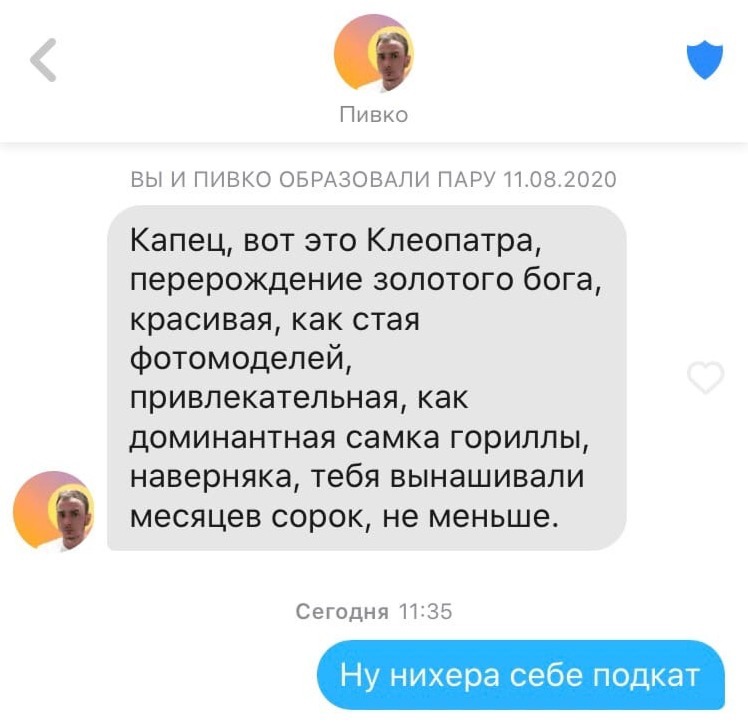 Пивко
ВЫ И ПИВКО ОБРАЗОВАЛИ ПАРУ 11.08.2020
Капец, вот это Клеопатра,
перерождение золотого бога,
красивая, как стая
фотомоделей,
привлекательная, как
доминантная самка гориллы,
наверняка, тебя вынашивали
месяцев сорок, не меньше.
Сегодня 11:35
Ну нихера себе подкат